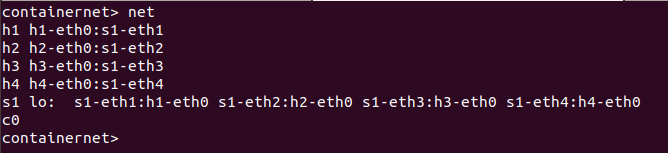 containernet> net
h1 h1-eth0:s1-eth1
h2 h2-eth0:s1-eth2
h3 h3-eth0:s1-eth3
h4 h4-eth0:s1-eth4
s1 lo:  s1-eth1:h1-eth0 s1-eth2:h2-eth0 s1-eth3:h3-eth0 s1-eth4:h4-eth0
c0
containernet>